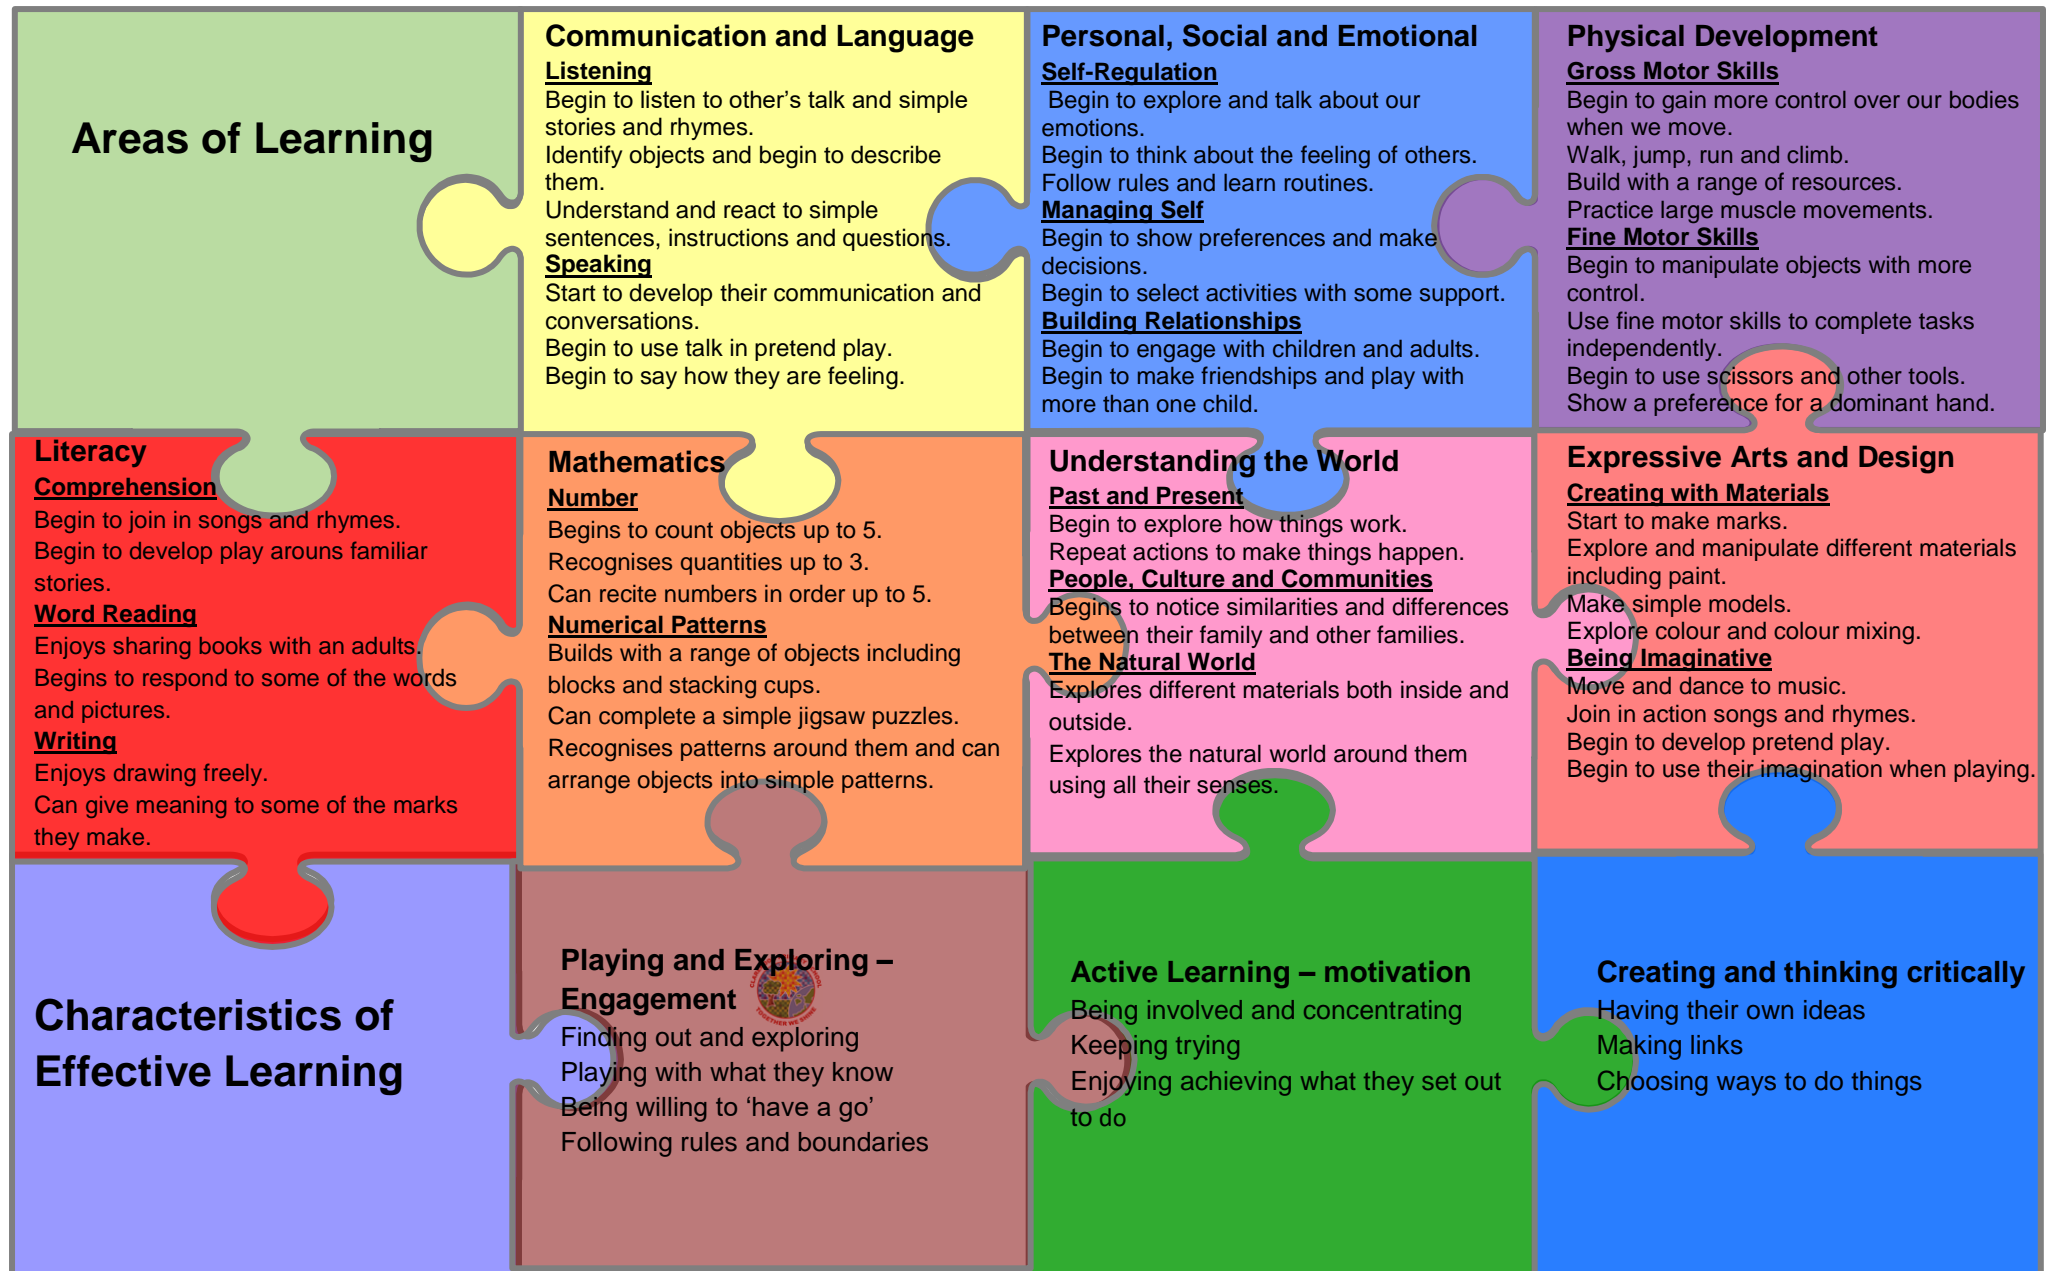 Areas of Learning
Communication and Language
Listening
Begin to listen to other’s talk and simple
stories and rhymes.
Identify objects and begin to describe
them.
Understand and react to simple
sentences, instructions and questions.
Speaking
Start to develop their communication and
conversations.
Begin to use talk in pretend play.
Begin to say how they are feeling.
Personal, Social and Emotional
Self-Regulation
Begin to explore and talk about our
emotions.
Begin to think about the feeling of others.
Follow rules and learn routines.
Managing Self
Begin to show preferences and make
decisions.
Begin to select activities with some support.
Building Relationships
Begin to engage with children and adults.
Begin to make friendships and play with
more than one child.
Physical Development
Gross Motor Skills
Begin to gain more control over our bodies
when we move.
Walk, jump, run and climb.
Build with a range of resources.
Practice large muscle movements.
Fine Motor Skills
Begin to manipulate objects with more
control.
Use fine motor skills to complete tasks
independently.
Begin to use scissors and other tools.
Show a preference for a dominant hand.
Literacy
Comprehension
Begin to join in songs and rhymes.
Begin to develop play arouns familiar
stories.
Word Reading
Enjoys sharing books with an adults.
Begins to respond to some of the words
and pictures.
Writing
Enjoys drawing freely.
Can give meaning to some of the marks
they make.
Mathematics
Number
Begins to count objects up to 5.
Recognises quantities up to 3.
Can recite numbers in order up to 5.
Numerical Patterns
Builds with a range of objects including
blocks and stacking cups.
Can complete a simple jigsaw puzzles.
Recognises patterns around them and can
arrange objects into simple patterns.
Understanding the World
Past and Present
Begin to explore how things work.
Repeat actions to make things happen.
People, Culture and Communities
Begins to notice similarities and differences
between their family and other families.
The Natural World
Explores different materials both inside and
outside.
Explores the natural world around them
using all their senses.
Expressive Arts and Design
Creating with Materials
Start to make marks.
Explore and manipulate different materials
including paint.
Make simple models.
Explore colour and colour mixing.
Being Imaginative
Move and dance to music.
Join in action songs and rhymes.
Begin to develop pretend play.
Begin to use their imagination when playing.
Characteristics of
Effective Learning
Playing and Exploring –
Engagement
Finding out and exploring
Playing with what they know
Being willing to ‘have a go’
Following rules and boundaries
TOGETHER WE SHINE
Active Learning – motivation
Being involved and concentrating
Keeping trying
Enjoying achieving what they set out
to do
Creating and thinking critically
Having their own ideas
Making links
Choosing ways to do things